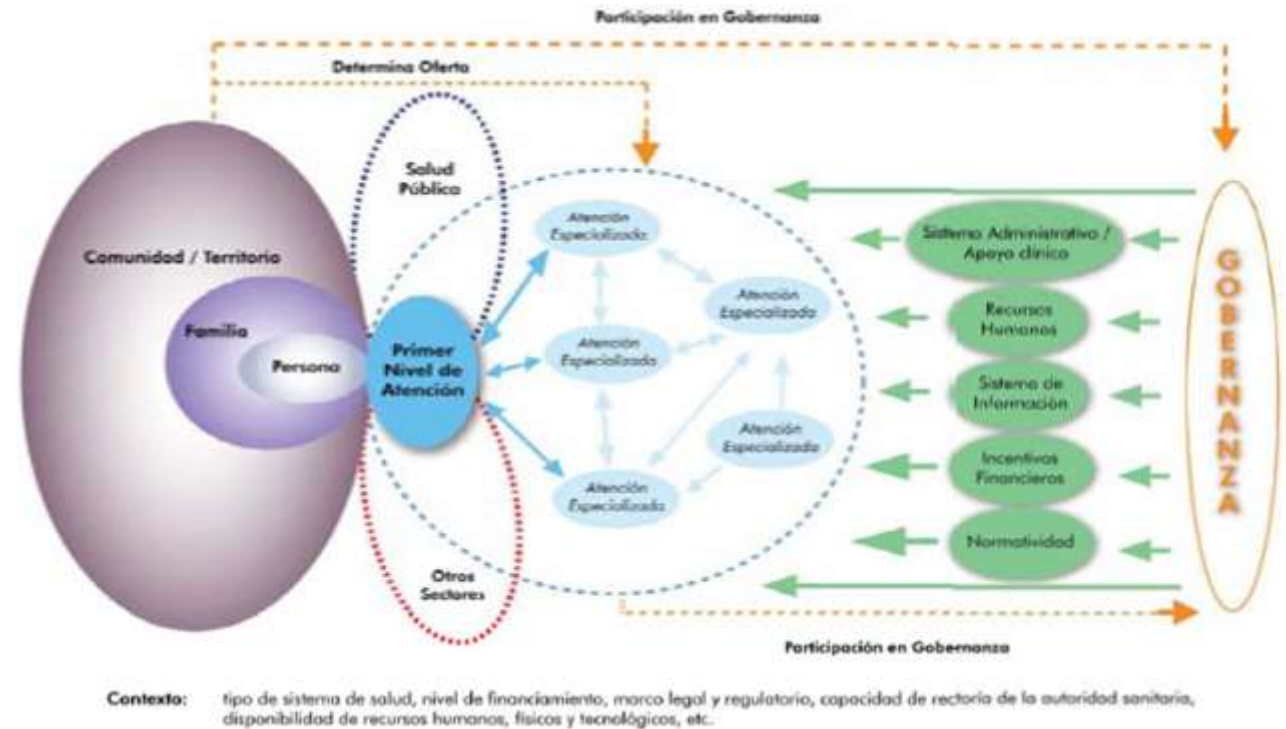 Participación en Gobernanza
Determina Oferta
Salud
Pública
Comunidad / Territorio
Familia
Persona
Primer
Nivel de
Atención
Otros
Sectores
Atención
Especializada
Atención
Especializada
Atención
Especializada
Atención
Especializada
Atención
Especializada
Sistema Administrativo /
Apoyo clínico
Recursos
Humanos
Sistema de
Información
Incentivos
Financieros
Normatividad
GOBERNANZA
Participación en Gobernanza
Contexto: tipo de sistema de salud, nivel de financiamiento, marco legal y regulatorio, capacidad de rectoría de la autoridad sanitaria,
disponibilidad de recursos humanos, físicos y tecnológicos, etc.